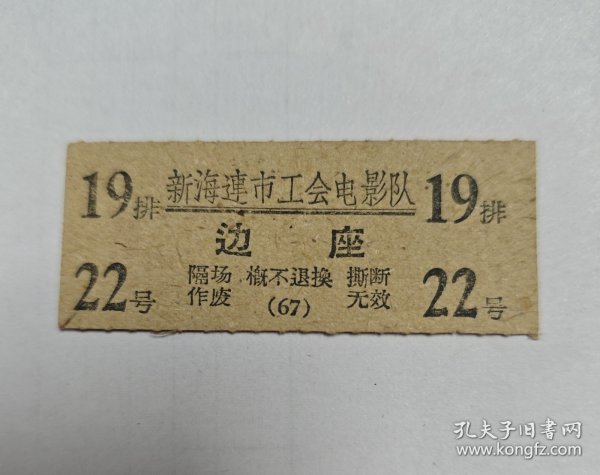 19排 新海連市工会电影队 19排
边 座
22号 隔场作废 概不退换 撕断无效 22号
(67)
孔夫子旧书网
www.kongfz.com